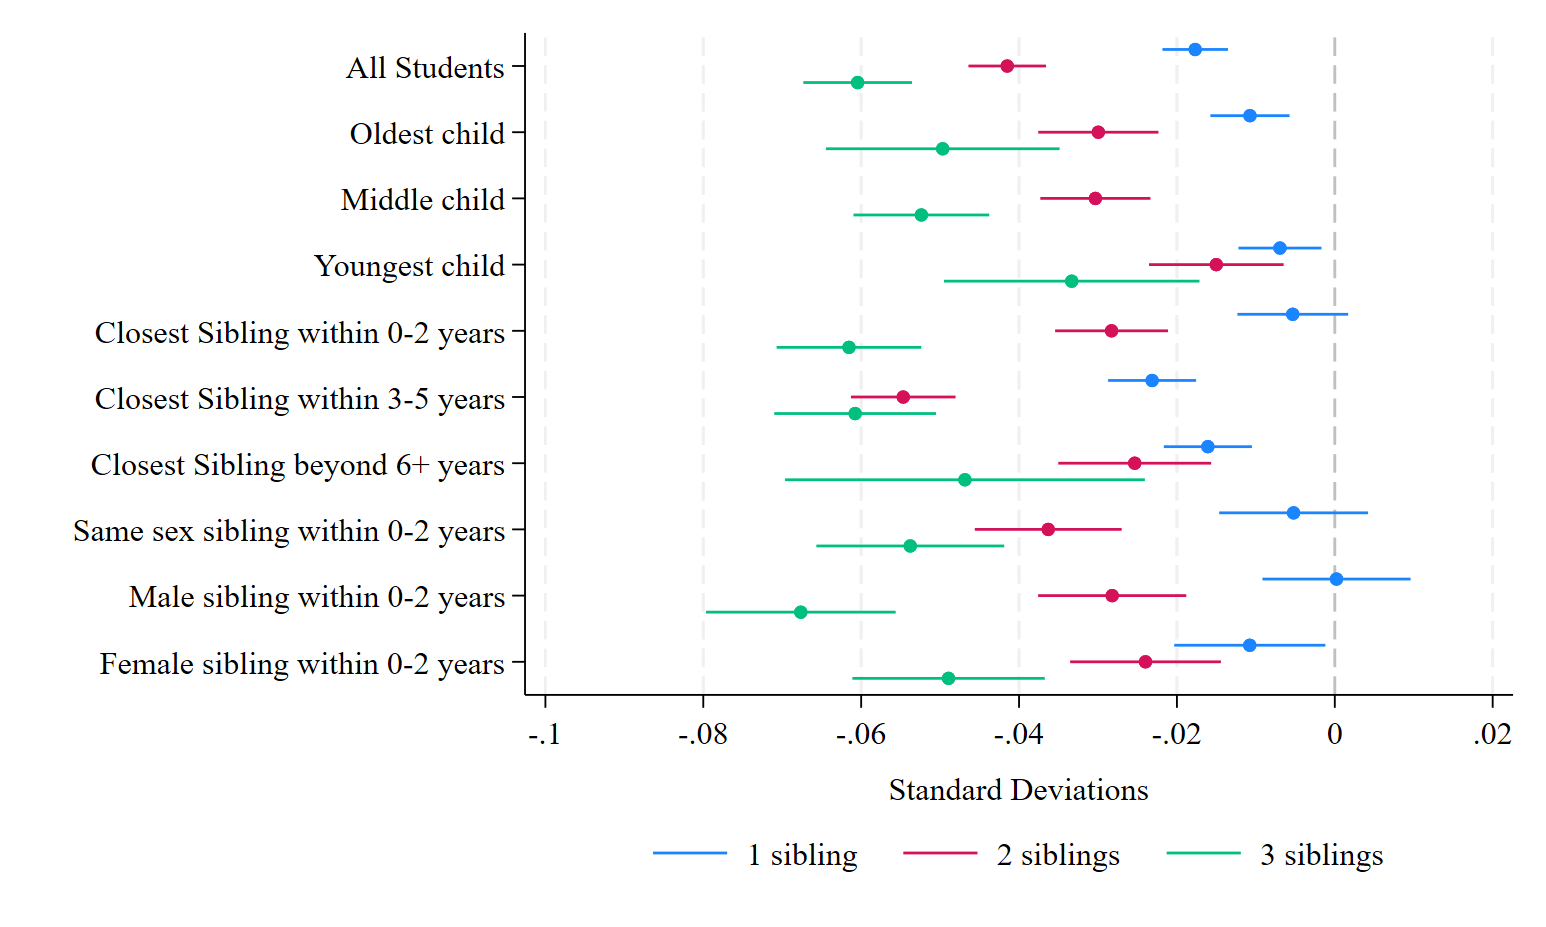 All Students
Oldest child
Middle child
Youngest child
Closest Sibling within 0-2 years
Closest Sibling within 3-5 years
Closest Sibling beyond 6+ years
Same sex sibling within 0-2 years
Male sibling within 0-2 years
Female sibling within 0-2 years
-.1 -.08 -.06 -.04 -.02 0 .02
Standard Deviations
1 sibling 2 siblings 3 siblings